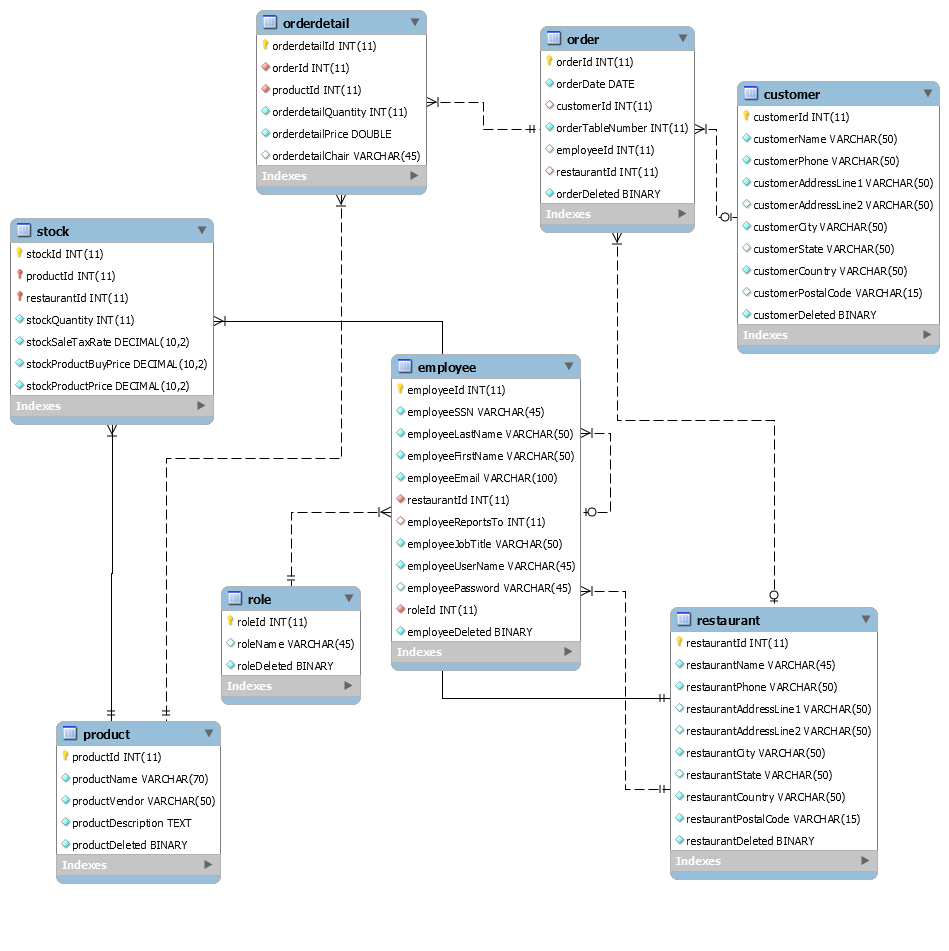 orderdetail
orderdetailId INT(11)
orderId INT(11)
productId INT(11)
orderdetailQuantity INT(11)
orderdetailPrice DOUBLE
orderdetailChair VARCHAR(45)
Indexes
order
orderId INT(11)
orderDate DATE
customerId INT(11)
orderTableNumber INT(11)
employeeId INT(11)
restaurantId INT(11)
orderDeleted BINARY
Indexes
customer
customerId INT(11)
customerName VARCHAR(50)
customerPhone VARCHAR(50)
customerAddressLine1 VARCHAR(50)
customerAddressLine2 VARCHAR(50)
customerCity VARCHAR(50)
customerState VARCHAR(50)
customerCountry VARCHAR(50)
customerPostalCode VARCHAR(15)
customerDeleted BINARY
Indexes
stock
stockId INT(11)
productId INT(11)
restaurantId INT(11)
stockQuantity INT(11)
stockSaleTaxRate DECIMAL(10,2)
stockProductBuyPrice DECIMAL(10,2)
stockProductPrice DECIMAL(10,2)
Indexes
employee
employeeId INT(11)
employeeSSN VARCHAR(45)
employeeLastName VARCHAR(50)
employeeFirstName VARCHAR(50)
employeeEmail VARCHAR(100)
restaurantId INT(11)
employeeReportsTo INT(11)
employeeJobTitle VARCHAR(50)
employeeUserName VARCHAR(45)
employeePassword VARCHAR(45)
roleId INT(11)
employeeDeleted BINARY
Indexes
role
roleId INT(11)
roleName VARCHAR(45)
roleDeleted BINARY
Indexes
restaurant
restaurantId INT(11)
restaurantName VARCHAR(45)
restaurantPhone VARCHAR(50)
restaurantAddressLine1 VARCHAR(50)
restaurantAddressLine2 VARCHAR(50)
restaurantCity VARCHAR(50)
restaurantState VARCHAR(50)
restaurantCountry VARCHAR(50)
restaurantPostalCode VARCHAR(15)
restaurantDeleted BINARY
Indexes
product
productId INT(11)
productName VARCHAR(70)
productVendor VARCHAR(50)
productDescription TEXT
productDeleted BINARY
Indexes